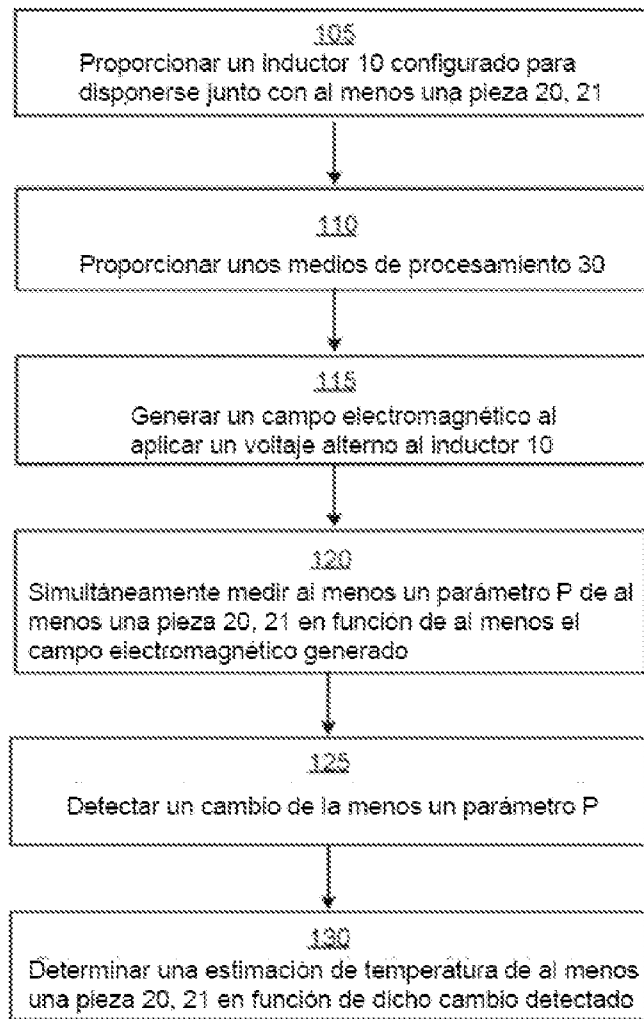 105
Proporcionar un inductor 10 configurado para
disponerse junto con al menos una pieza 20, 21
110
Proporcionar unos medios de procesamiento 30
115
Generar un campo electromagnético al
aplicar un voltaje alterno al inductor 10
120
Simultáneamente medir al menos un parámetro P de al
menos una pieza 20, 21 en función de al menos el
campo electromagnético generado
125
Detectar un cambio de la menos un parámetro P
130
Determinar una estimación de temperatura de al menos
una pieza 20, 21 en función de dicho cambio detectado